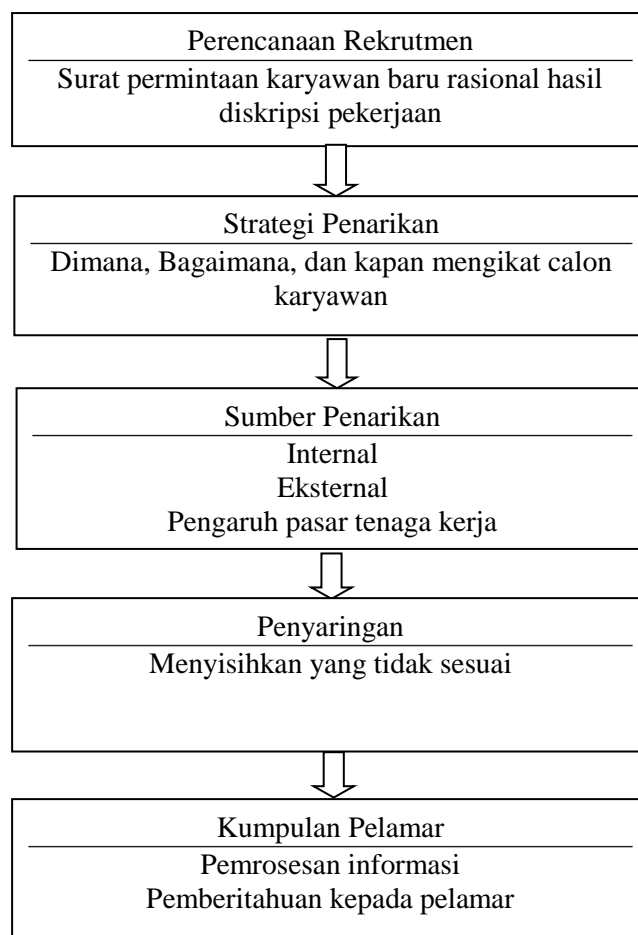 Perencanaan Rekrutmen
Surat permintaan karyawan baru rasional hasil
diskripsi pekerjaan
Strategi Penarikan
Dimana, Bagaimana, dan kapan mengikat calon
karyawan
Sumber Penarikan
Internal
Eksternal
Pengaruh pasar tenaga kerja
Penyaringan
Menyisihkan yang tidak sesuai
Kumpulan Pelamar
Pemrosesan informasi
Pemberitahuan kepada pelamar